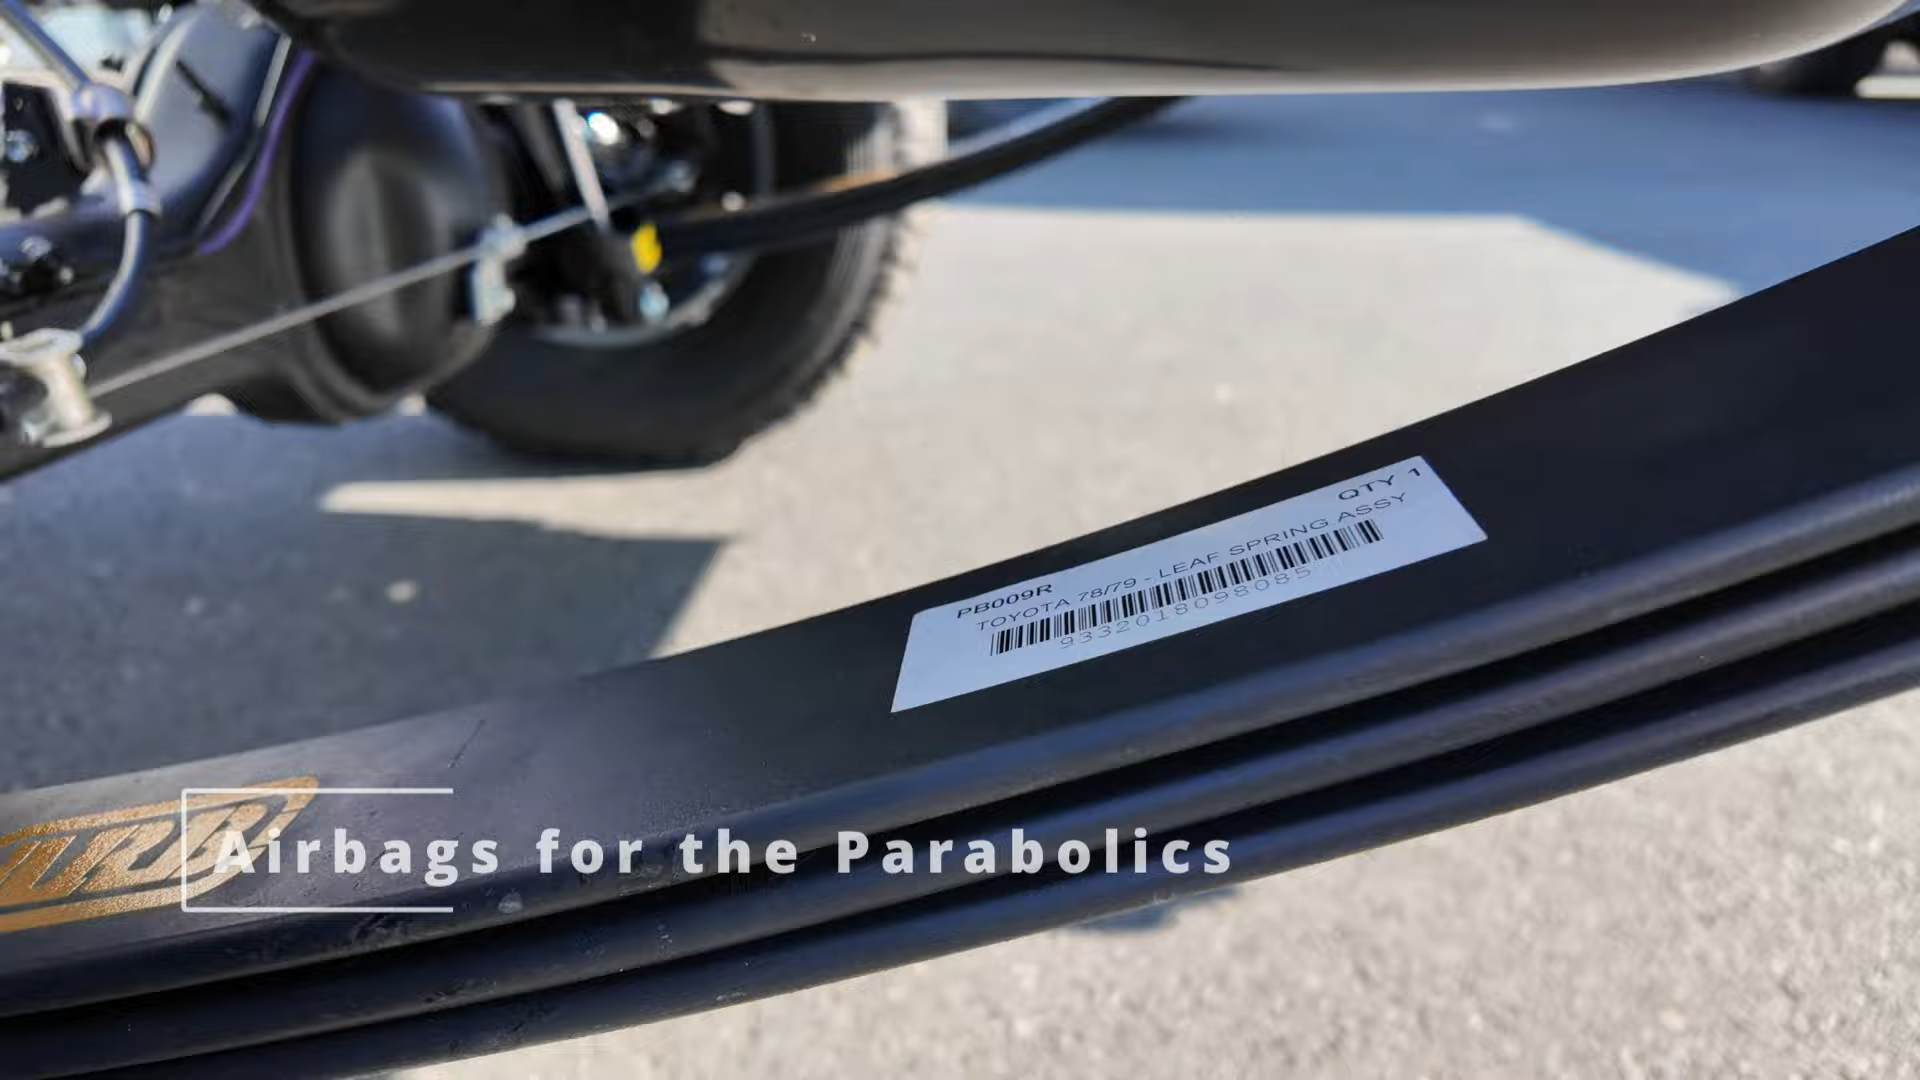 QTY 1
PB009R
TOYOTA 78/79 - LEAF SPRING ASSY
9332018098085
Airbags for the Parabolics